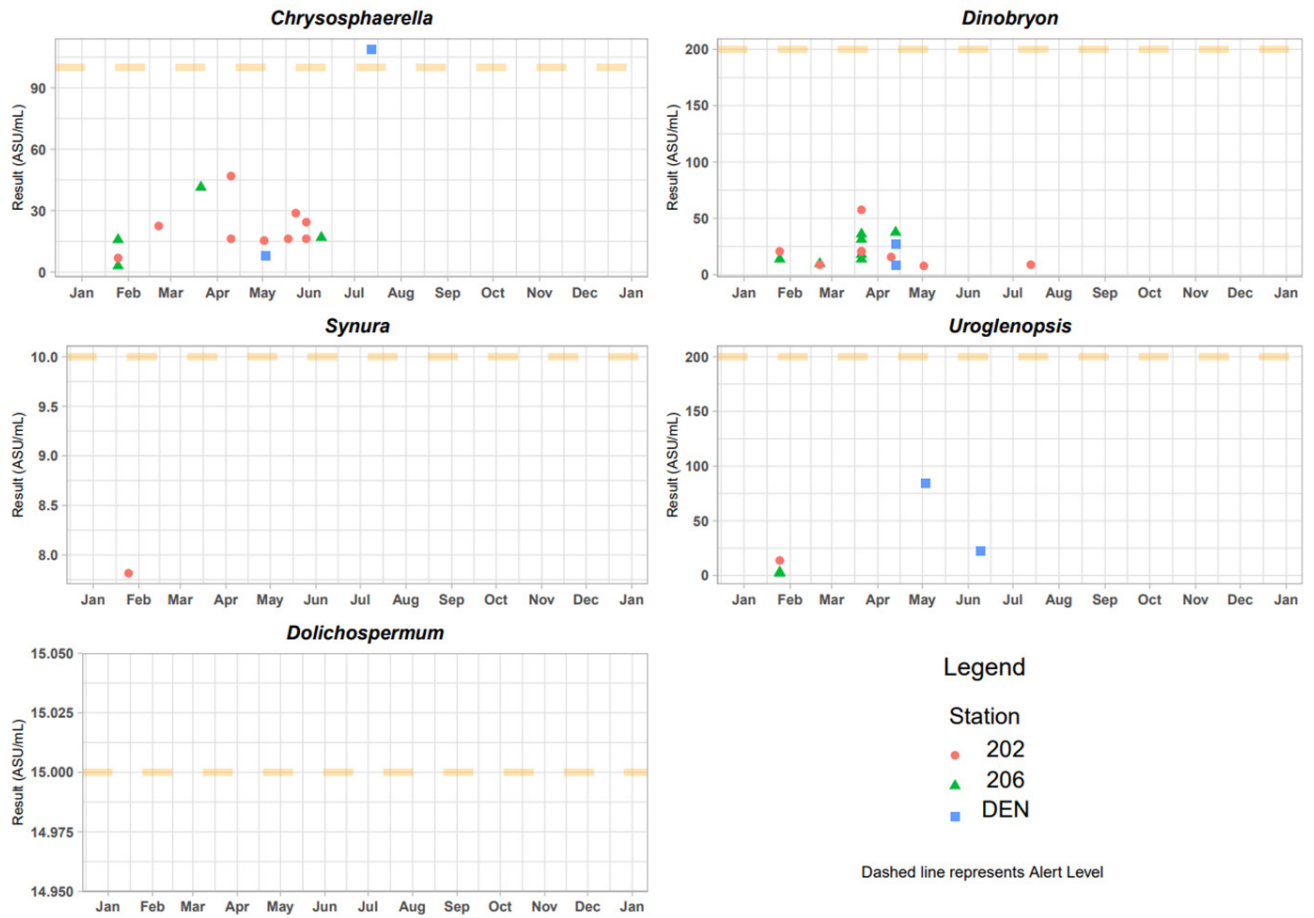 Chrysosphaerella
Result (ASU/mL)
90
60
30
0
Jan Feb Mar Apr May Jun Jul Aug Sep Oct Nov Dec Jan
Dinobryon
Result (ASU/mL)
200
150
100
50
0
Jan Feb Mar Apr May Jun Jul Aug Sep Oct Nov Dec Jan
Synura
Result (ASU/mL)
10.0
9.5
9.0
8.5
8.0
Jan Feb Mar Apr May Jun Jul Aug Sep Oct Nov Dec Jan
Uroglenopsis
Result (ASU/mL)
200
150
100
50
0
Jan Feb Mar Apr May Jun Jul Aug Sep Oct Nov Dec Jan
Dolichospermum
Result (ASU/mL)
15.050
15.025
15.000
14.975
14.950
Jan Feb Mar Apr May Jun Jul Aug Sep Oct Nov Dec Jan
Legend
Station
202
206
DEN
Dashed line represents Alert Level